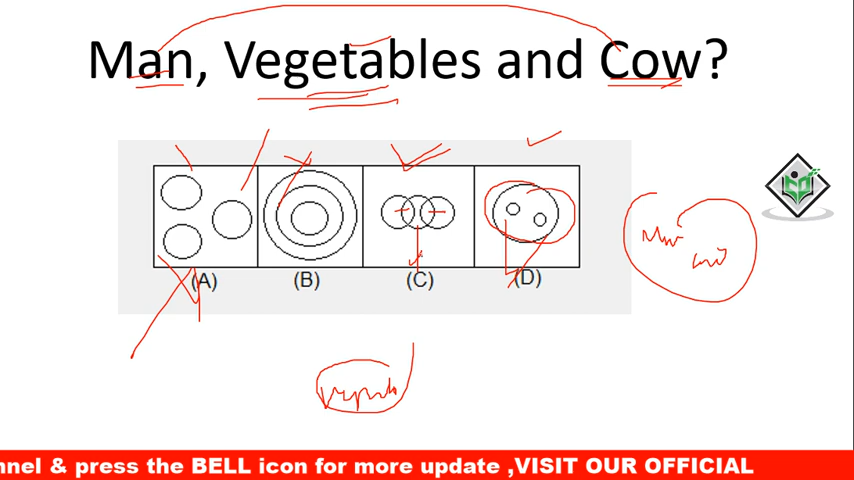 Man, Vegetables and Cow?
(A) (B) (C) (D)
nnel & press the BELL icon for more update ,VISIT OUR OFFICIAL